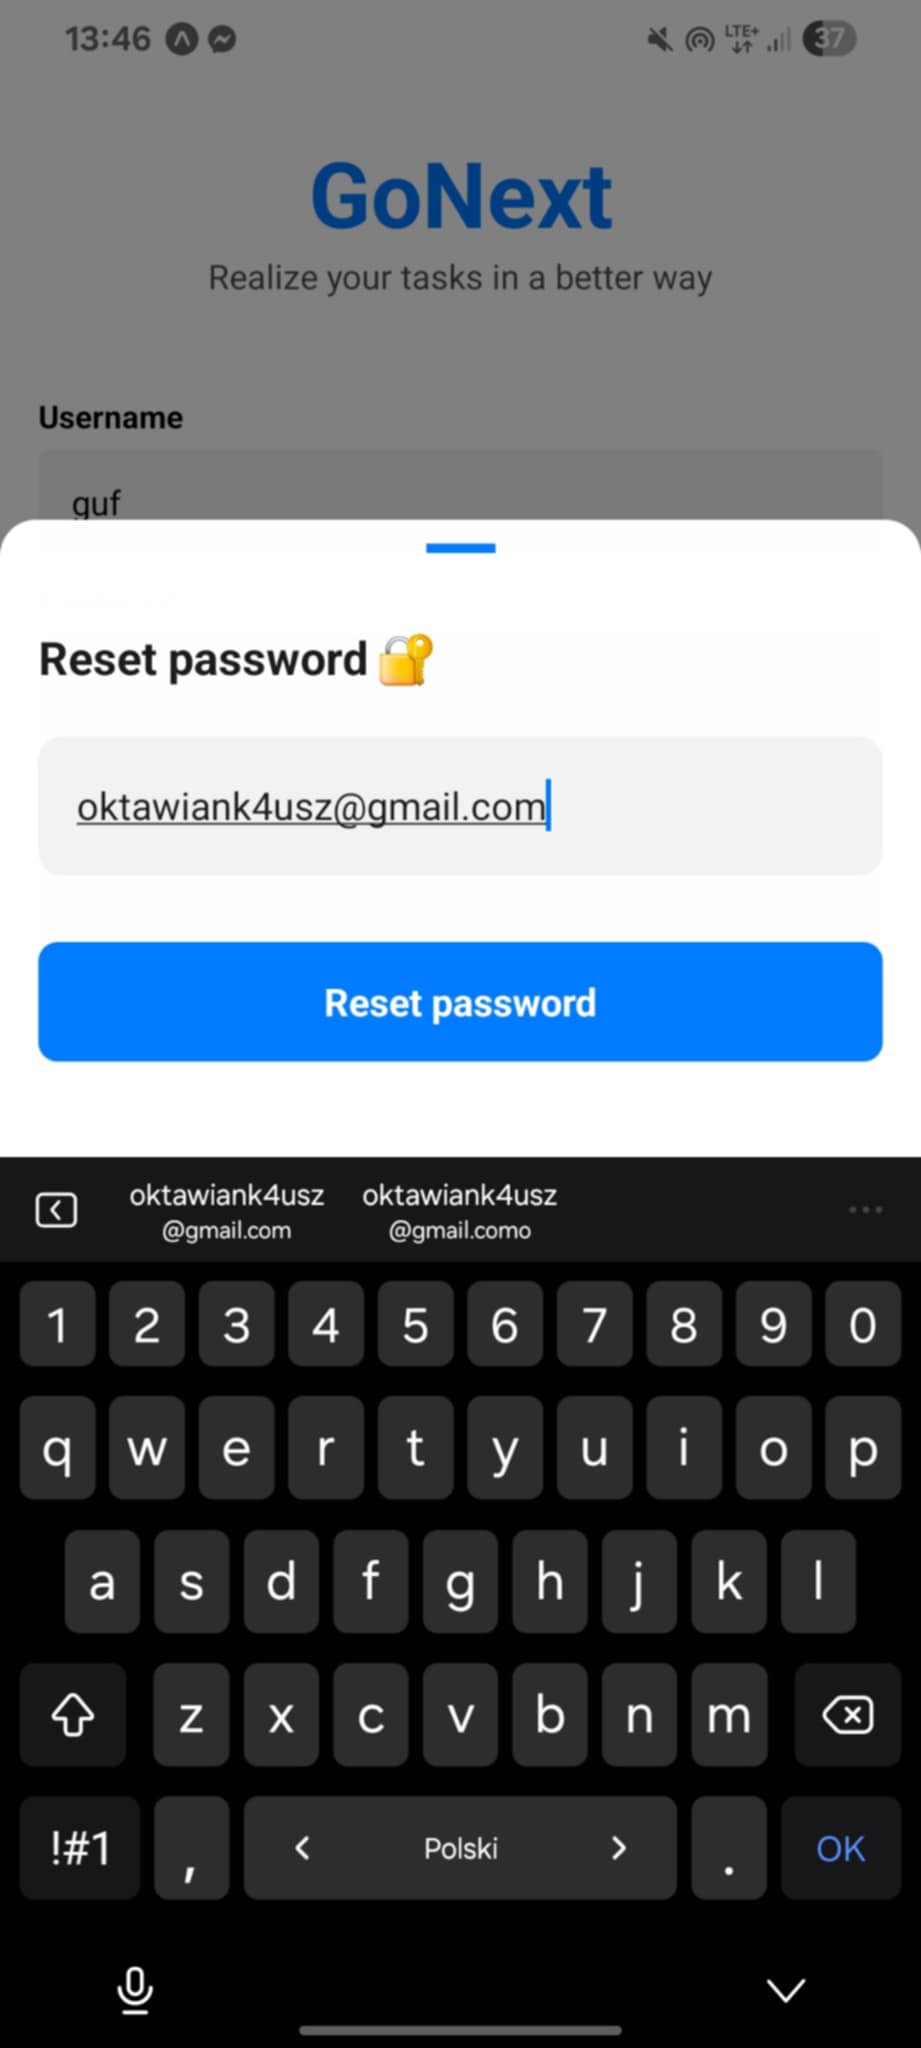 13:46 LTE+ 37
GoNext
Realize your tasks in a better way
Username
guf
Reset password
oktawiank4usz@gmail.com
Reset password
oktawiank4usz oktawiank4usz
@gmail.com @gmail.como
1 2 3 4 5 6 7 8 9 0
q w e r t y u i o p
a s d f g h j k l
z x c v b n m
!#1 , < Polski > . OK